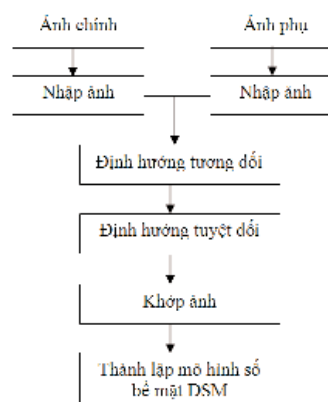 Ảnh chính
Ảnh phụ
Nhập ảnh
Nhập ảnh
Định hướng tương đối
Định hướng tuyệt đối
Khớp ảnh
Thành lập mô hình số
bề mặt DSM